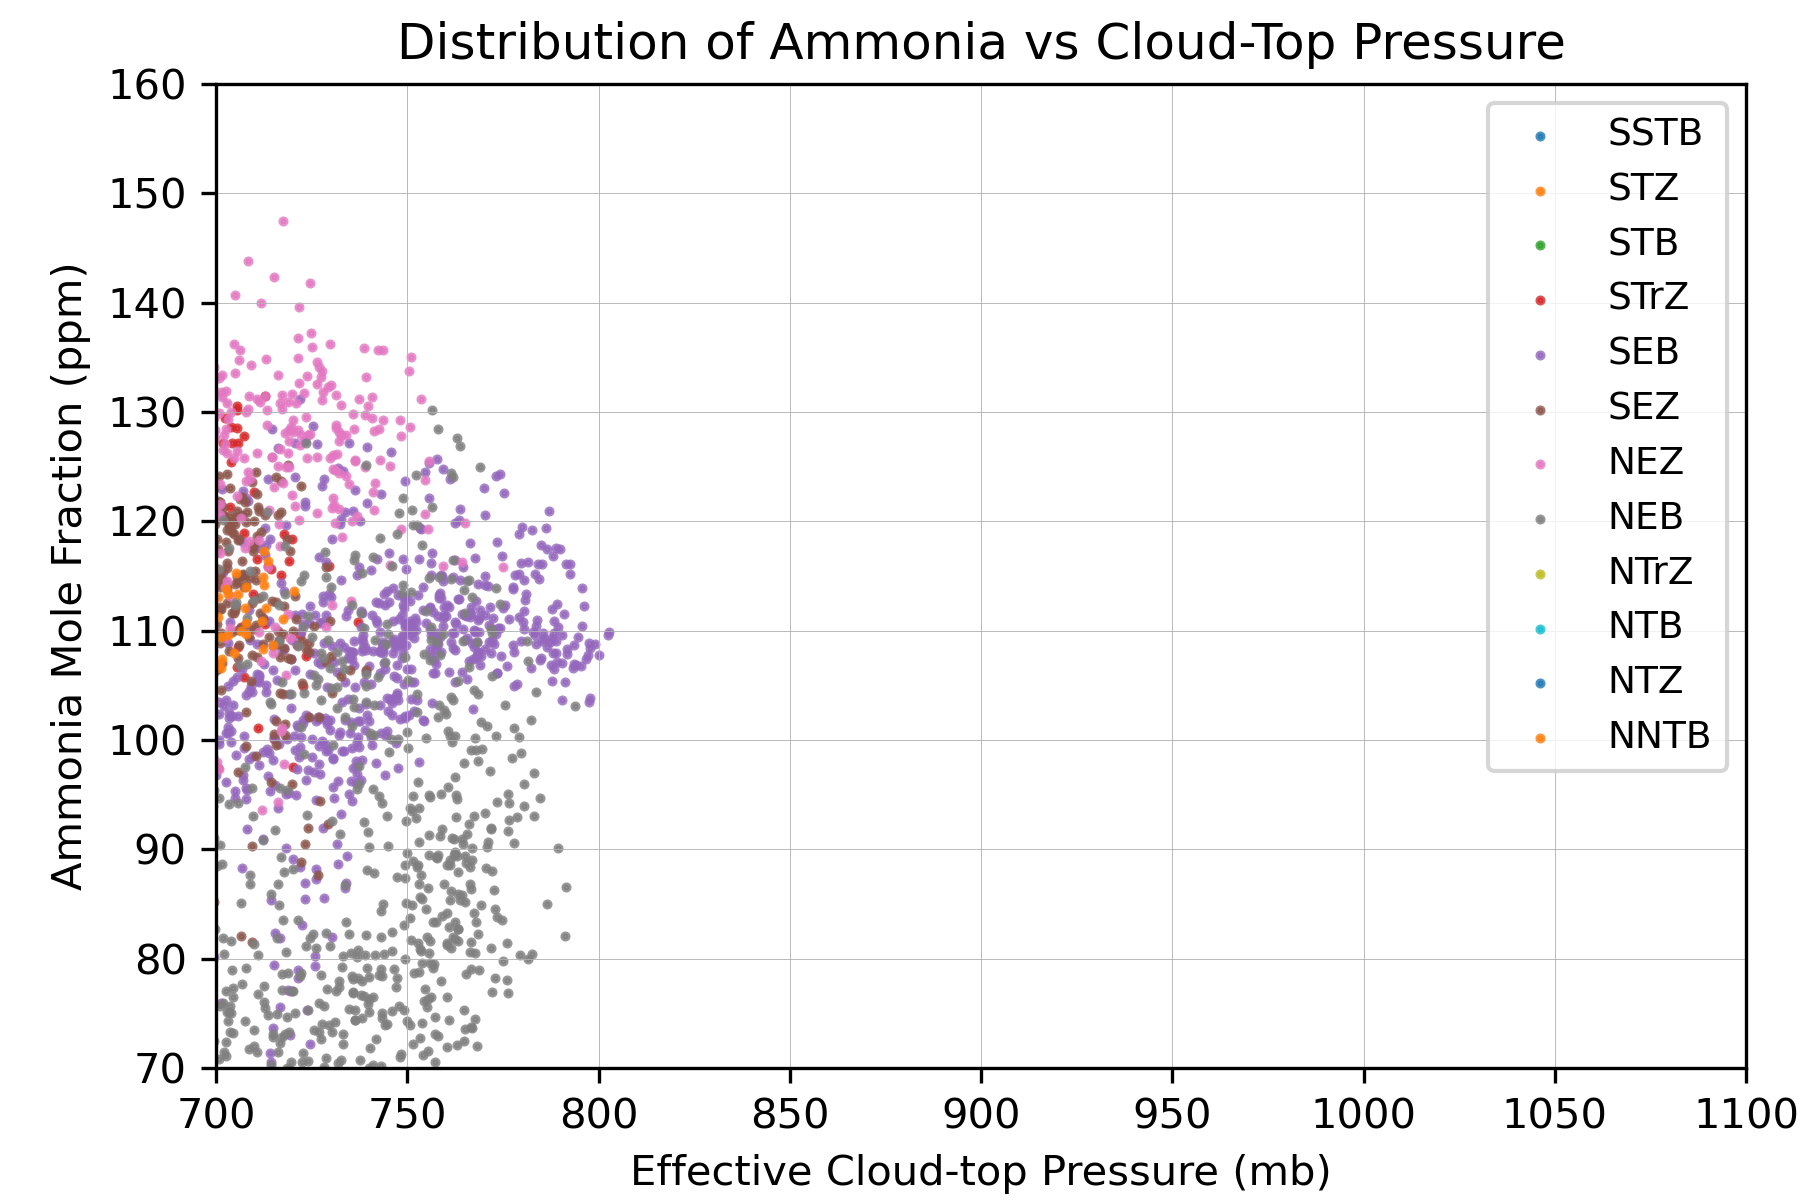 Distribution of Ammonia vs Cloud-Top Pressure
160
150
140
130
120
110
100
90
80
70
Ammonia Mole Fraction (ppm)
SSTB
STZ
STB
STrZ
SEB
SEZ
NEZ
NEB
NTrZ
NTB
NTZ
NNTB
700 750 800 850 900 950 1000 1050 1100
Effective Cloud-top Pressure (mb)